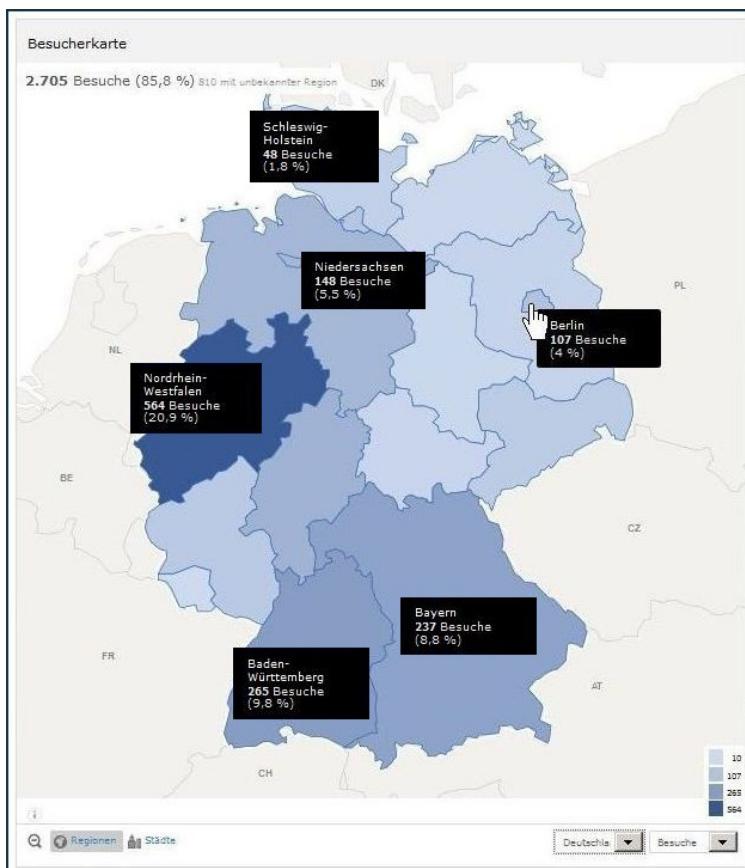 Besucherkarte
2.705 Besuche (85,8 %) 810 mit unbekannter Region
DK
Schleswig-
Holstein
48 Besuche
(1,8 %)
Niedersachsen
148 Besuche
(5,5 %)
PL
Berlin
107 Besuche
(4 %)
NL
Nordrhein-
Westfalen
564 Besuche
(20,9 %)
BE
CZ
Bayern
237 Besuche
(8,8 %)
FR
Baden-
Württemberg
265 Besuche
(9,8 %)
AT
CH
10
107
265
564
i
Regionen Städte Deutschla Besuche